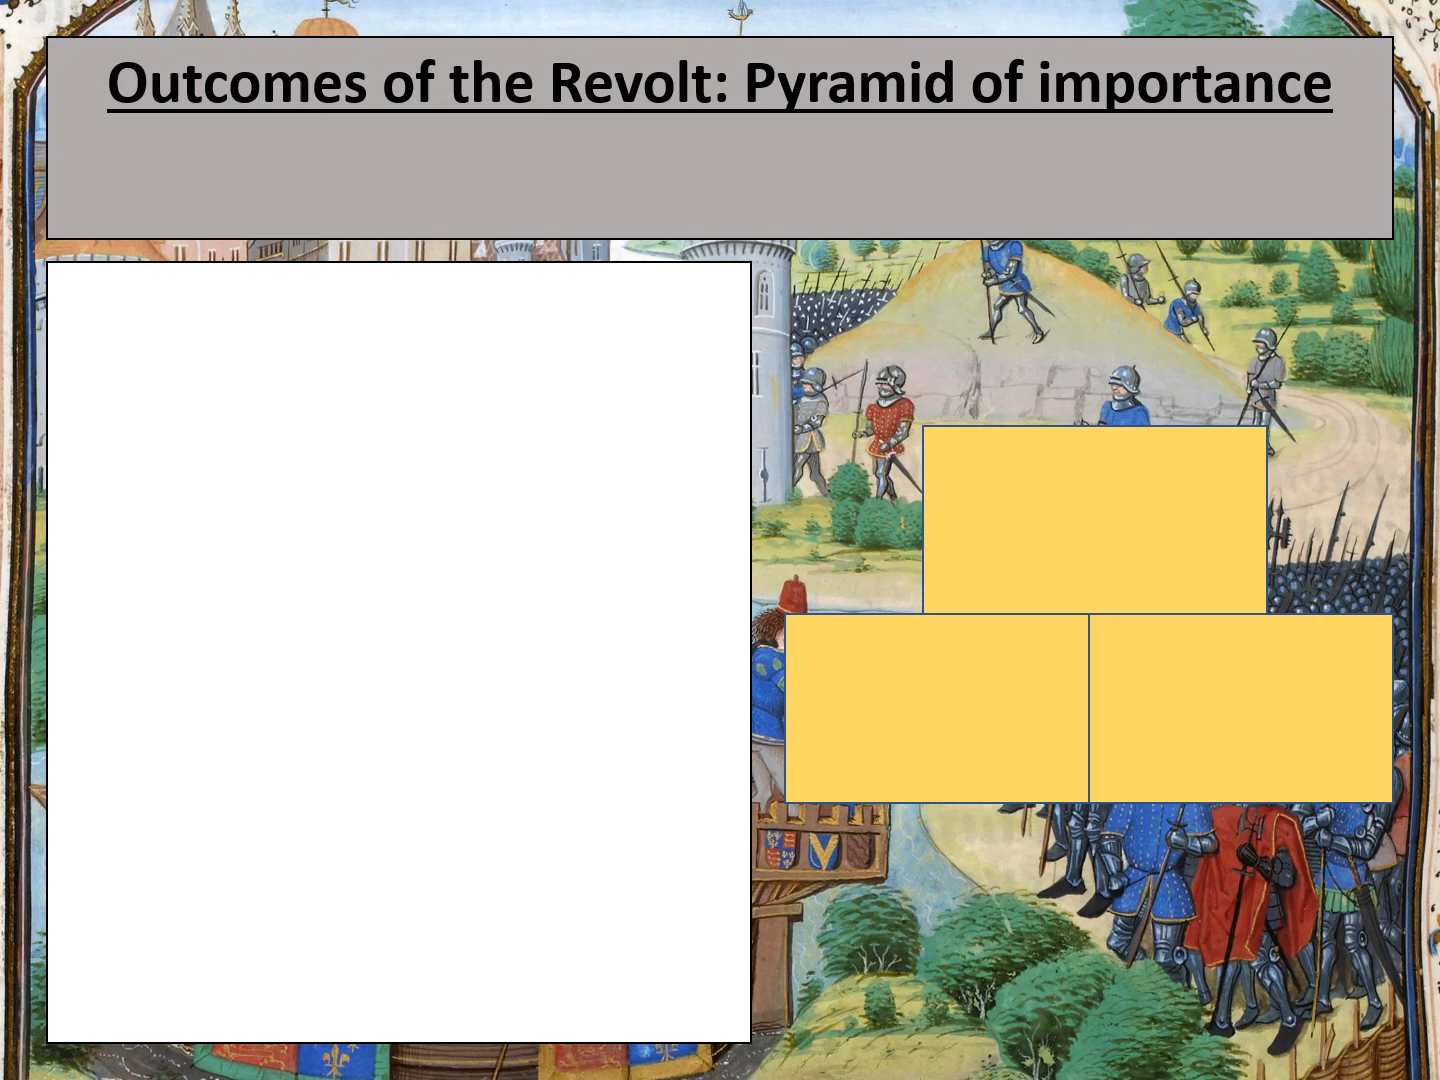 Outcomes of the Revolt: Pyramid of importance